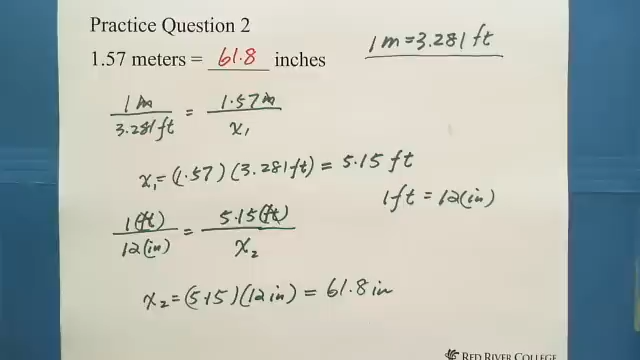 Practice Question 2
1 m = 3.281 ft
1.57 meters = 61.8 inches
1 m / 3.281 ft = 1.57 m / x₁
x₁ = (1.57)(3.281 ft) = 5.15 ft
1 ft = 12 (in)
1 (ft) / 12 (in) = 5.15 (ft) / x₂
x₂ = (5.15)(12 in) = 61.8 in
RED RIVER COLLEGE